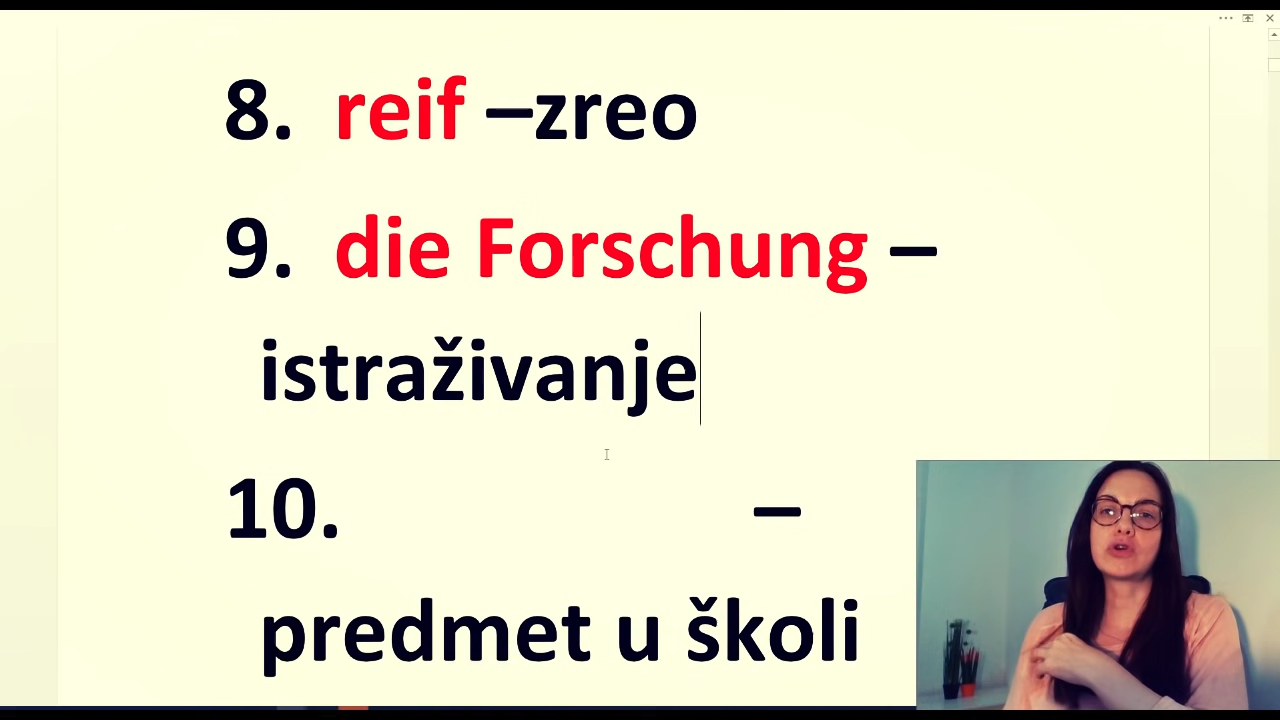 8. reif –zreo
9. die Forschung –
istraživanje
10. –
predmet u školi